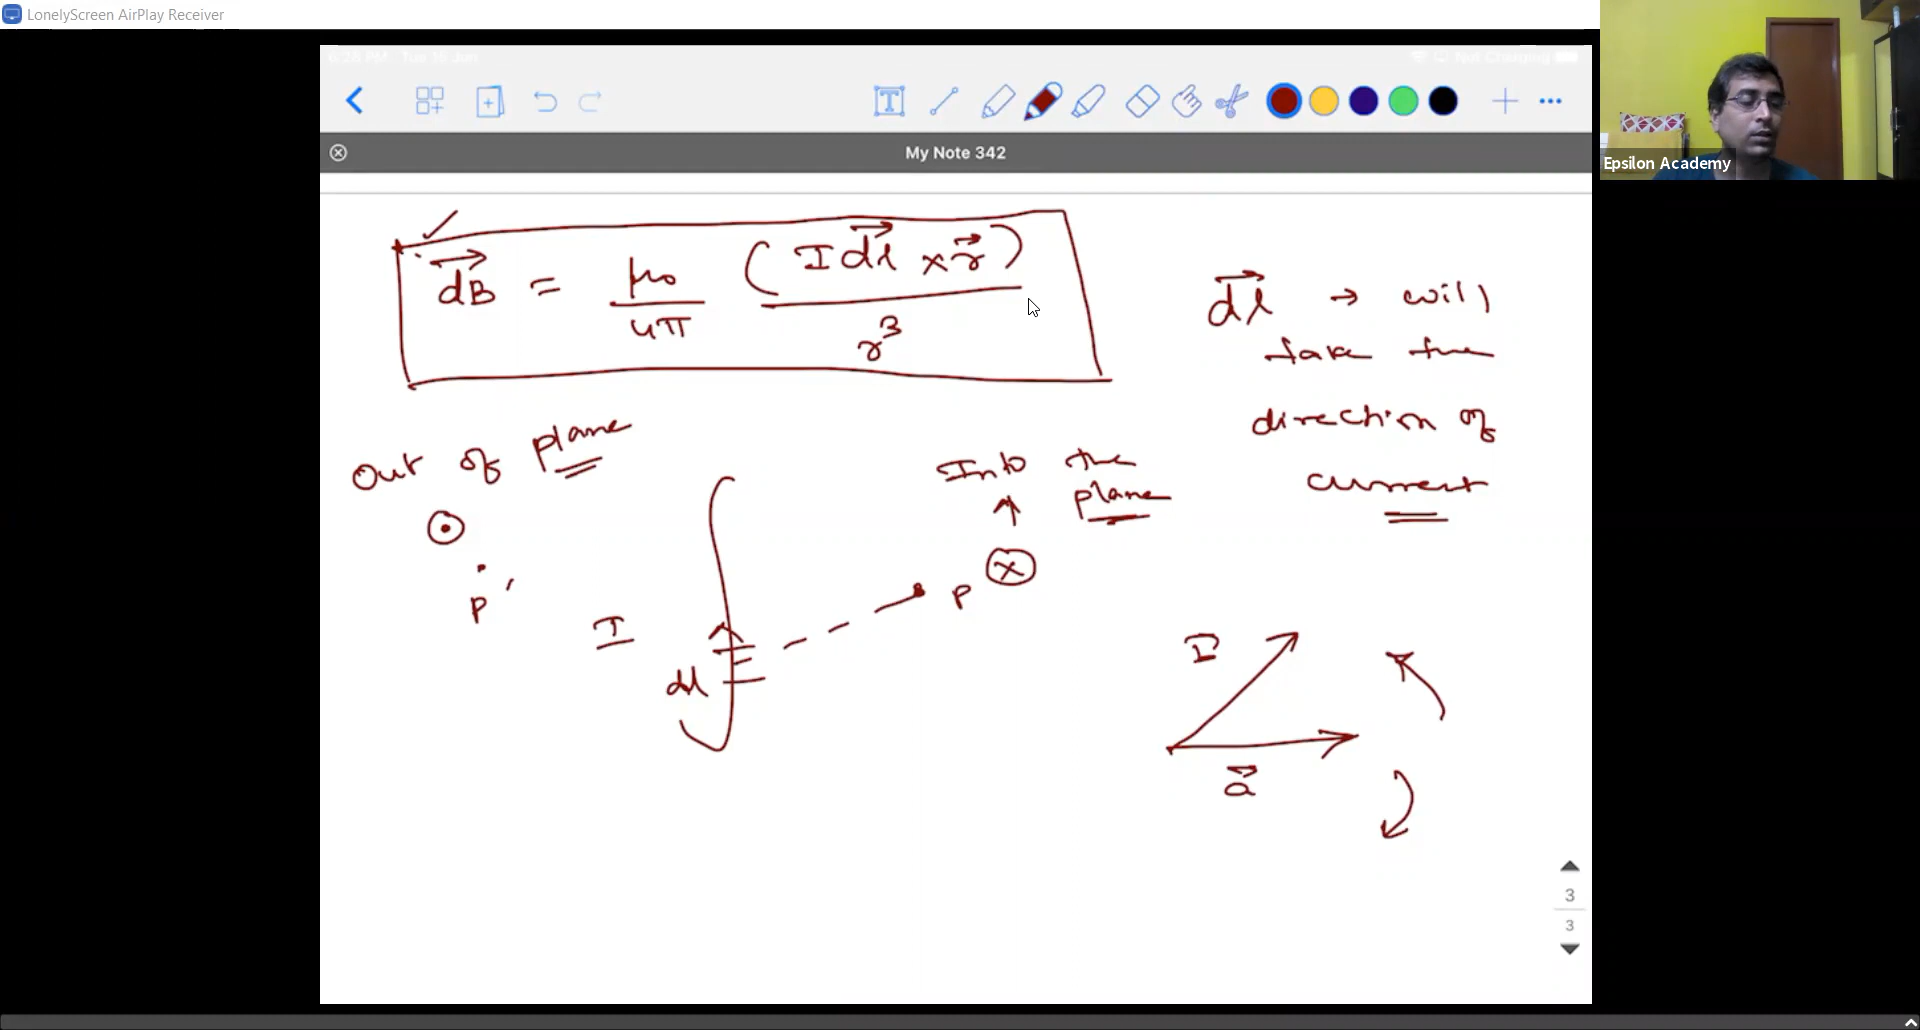 LonelyScreen AirPlay Receiver
Epsilon Academy
T
My Note 342
dB⃗ = μ₀/4π (I dl⃗ × r⃗)/r³
dl⃗ → will
take the
direction of
current
Out of plane
Into the
plane
P'
I
dl
P
×
a⃗
3
3